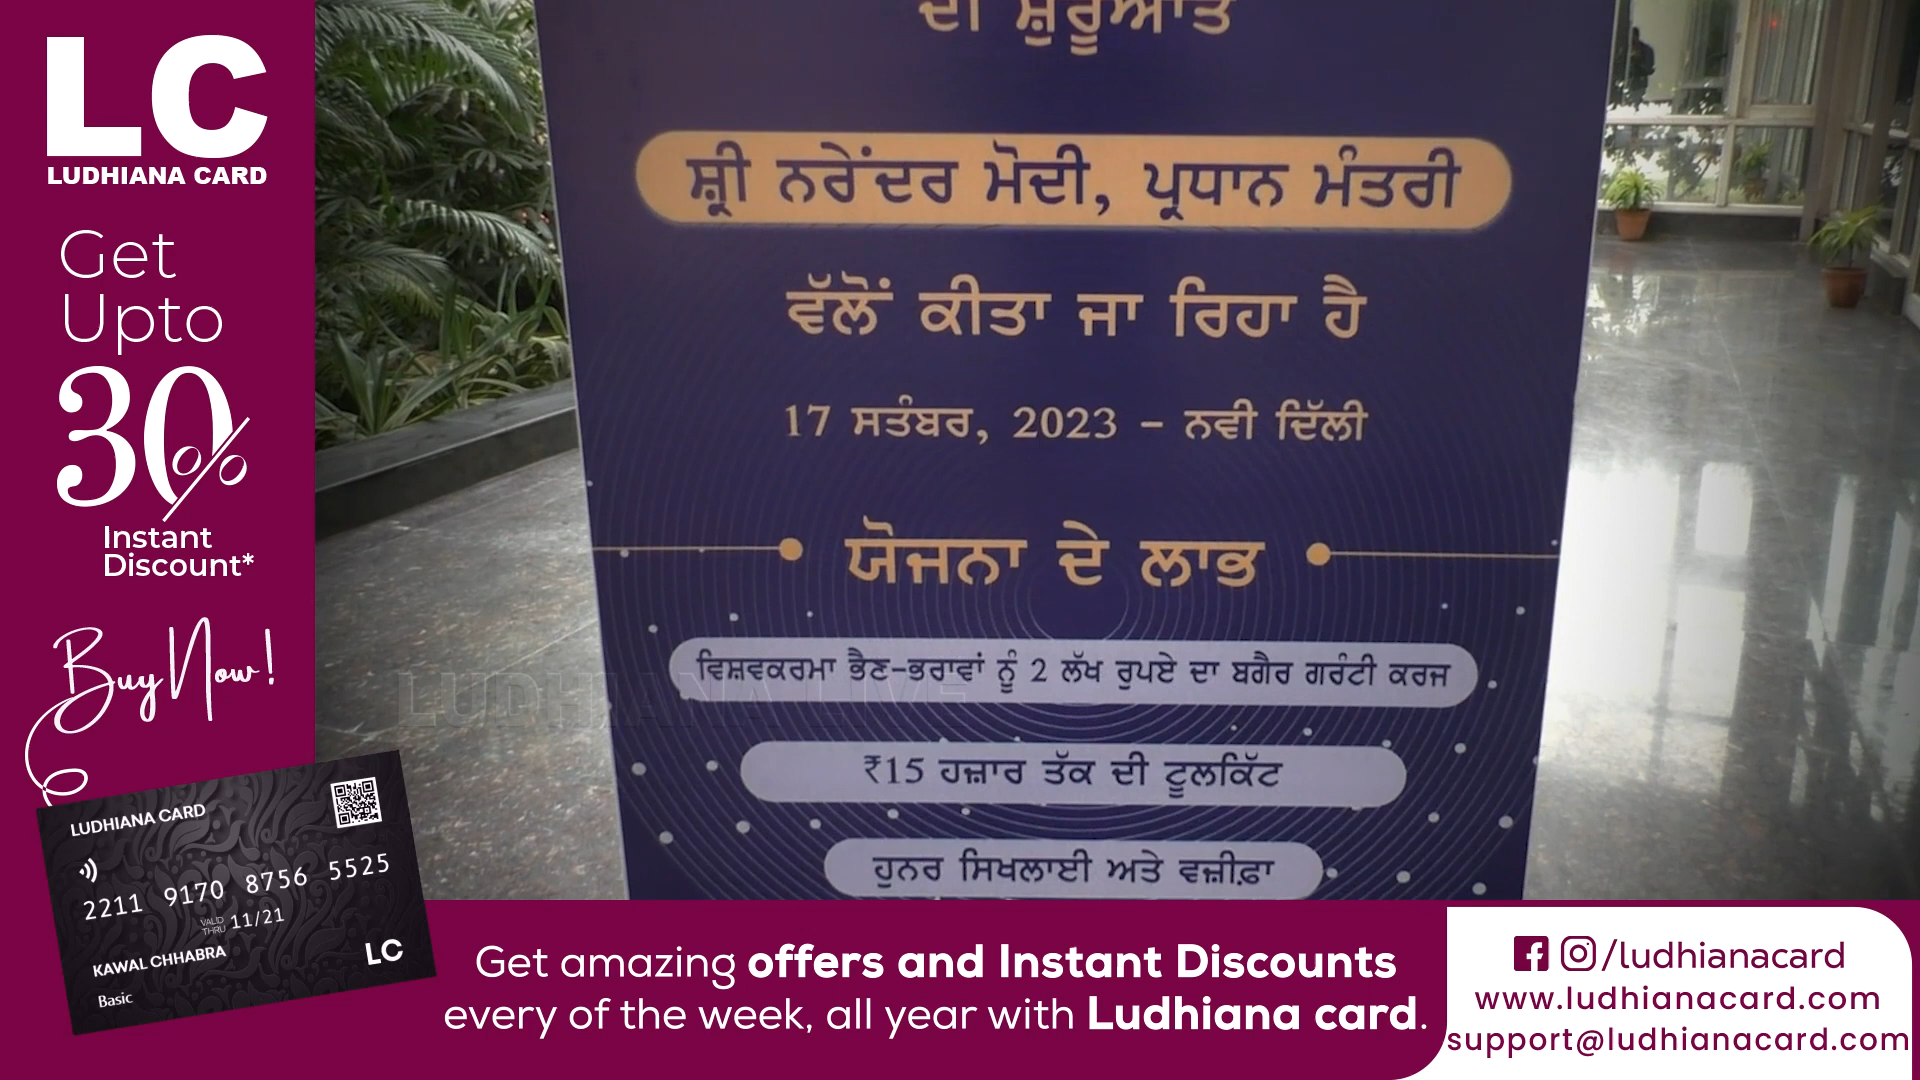 LC
LUDHIANA CARD
Get
Upto
30%
Instant
Discount*
Buy Now!
ਦੀ ਸ਼ੁਰੂਆਤ
ਸ਼੍ਰੀ ਨਰੇਂਦਰ ਮੋਦੀ, ਪ੍ਰਧਾਨ ਮੰਤਰੀ
ਵੱਲੋਂ ਕੀਤਾ ਜਾ ਰਿਹਾ ਹੈ
17 ਸਤੰਬਰ, 2023 - ਨਵੀ ਦਿੱਲੀ
ਯੋਜਨਾ ਦੇ ਲਾਭ
ਵਿਸ਼ਵਕਰਮਾ ਭੈਣ-ਭਰਾਵਾਂ ਨੂੰ 2 ਲੱਖ ਰੁਪਏ ਦਾ ਬਗੈਰ ਗਰੰਟੀ ਕਰਜ
LUDHIANA LIVE
₹15 ਹਜ਼ਾਰ ਤੱਕ ਦੀ ਟੂਲਕਿੱਟ
ਹੁਨਰ ਸਿਖਲਾਈ ਅਤੇ ਵਜ਼ੀਫ਼ਾ
LUDHIANA CARD
2211 9170 8756 5525
VALID THRU 11/21
KAWAL CHHABRA
LC
Basic
Get amazing offers and Instant Discounts
every of the week, all year with Ludhiana card.
/ludhianacard
www.ludhianacard.com
support@ludhianacard.com